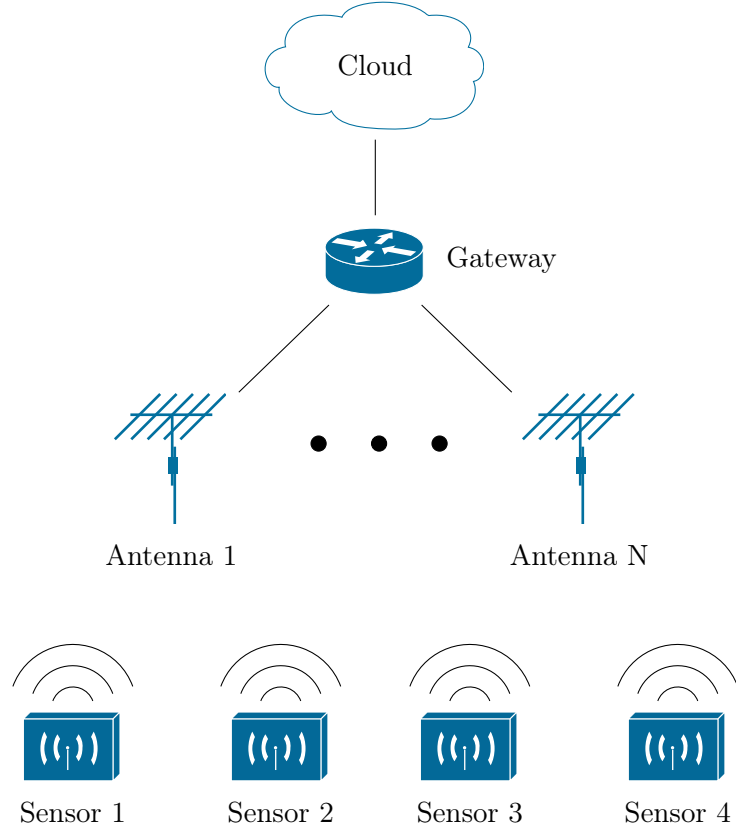 Cloud
Gateway
Antenna 1
Antenna N
Sensor 1
Sensor 2
Sensor 3
Sensor 4